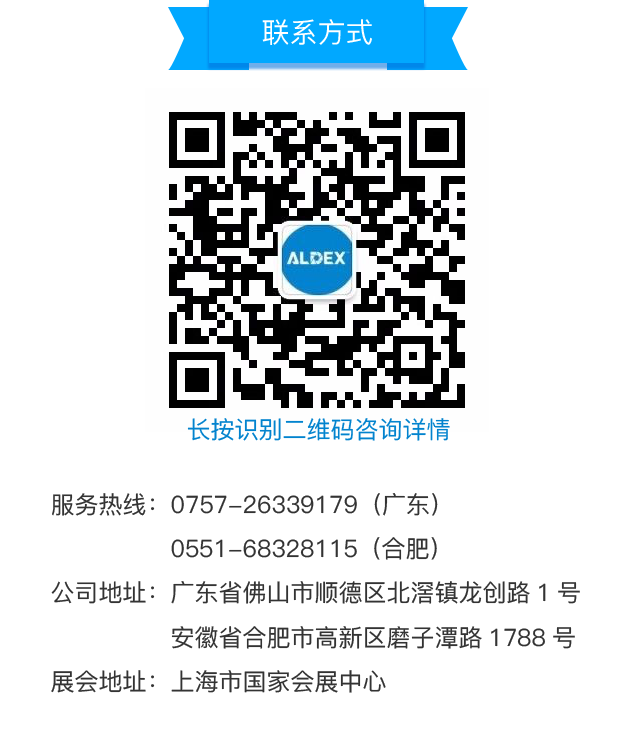 联系方式
ALDEX
长按识别二维码咨询详情
服务热线：0757-26339179（广东）
0551-68328115（合肥）
公司地址：广东省佛山市顺德区北滘镇龙创路 1 号
安徽省合肥市高新区磨子潭路 1788 号
展会地址：上海市国家会展中心